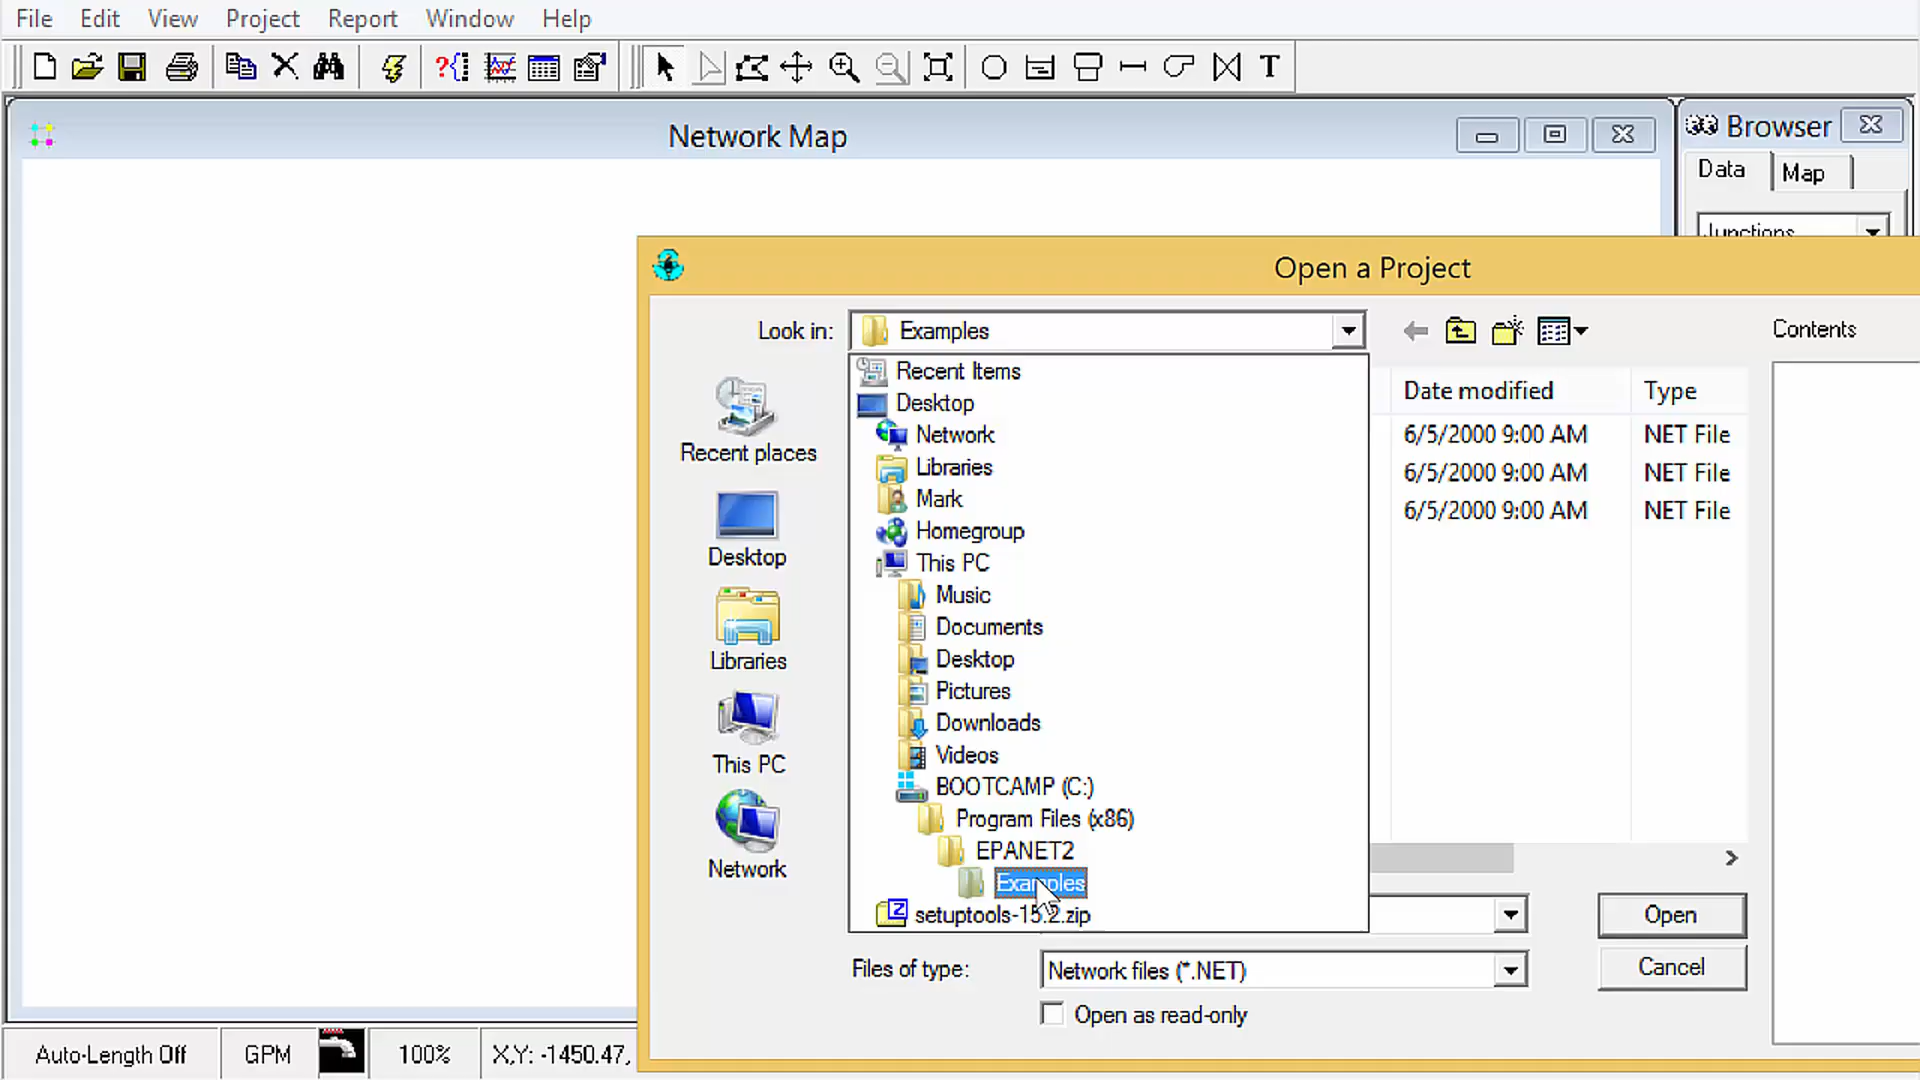 File Edit View Project Report Window Help
T
Network Map
Browser
Data Map
Junctions
Open a Project
Look in: Examples
Contents
Recent Items
Desktop
Network
Libraries
Mark
Homegroup
This PC
Music
Documents
Desktop
Pictures
Downloads
Videos
BOOTCAMP (C:)
Program Files (x86)
EPANET2
Examples
setuptools-15.2.zip
Recent places
Desktop
Libraries
This PC
Network
Date modified Type
6/5/2000 9:00 AM NET File
6/5/2000 9:00 AM NET File
6/5/2000 9:00 AM NET File
Open
Files of type: Network files (*.NET)
Cancel
Open as read-only
Auto-Length Off GPM 100% X,Y: -1450.47,